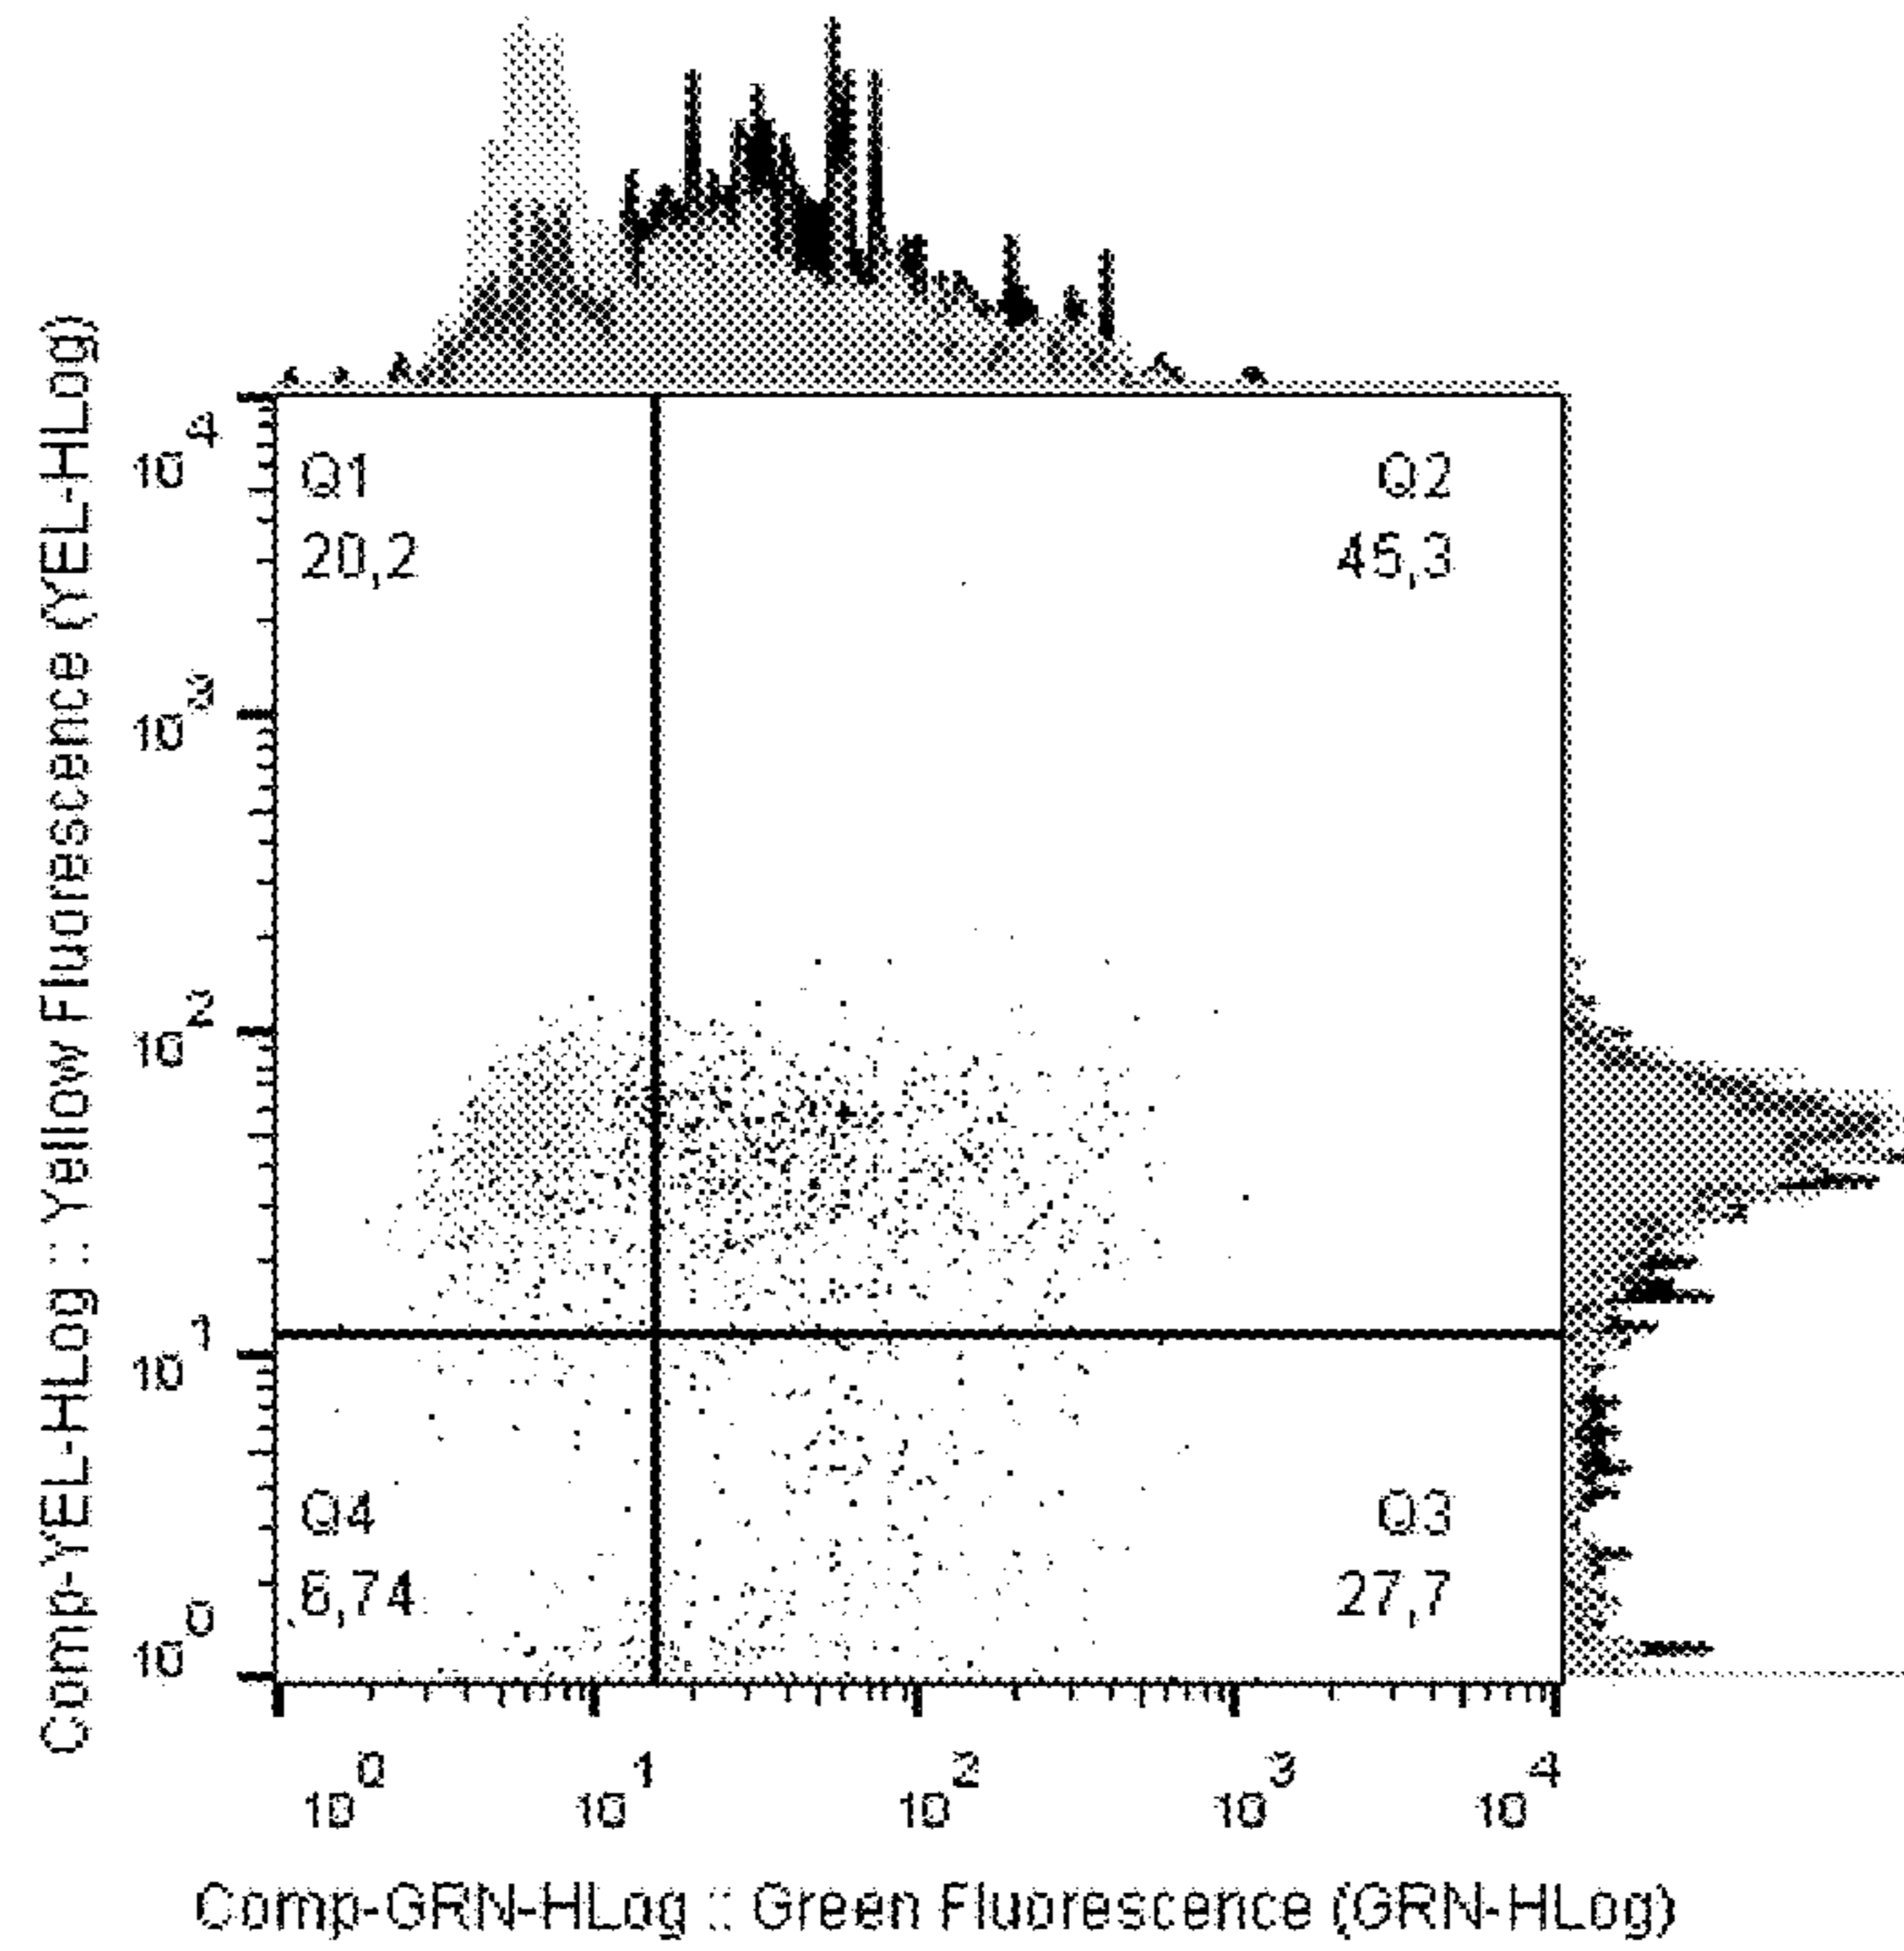 Comp-YEL-HLog :: Yellow Fluorescence (YEL-HLog)
10^4
10^3
10^2
10^1
10^0
Q1
20,2
Q2
45,3
Q4
6,74
Q3
27,7
10^0 10^1 10^2 10^3 10^4
Comp-GRN-HLog :: Green Fluorescence (GRN-HLog)